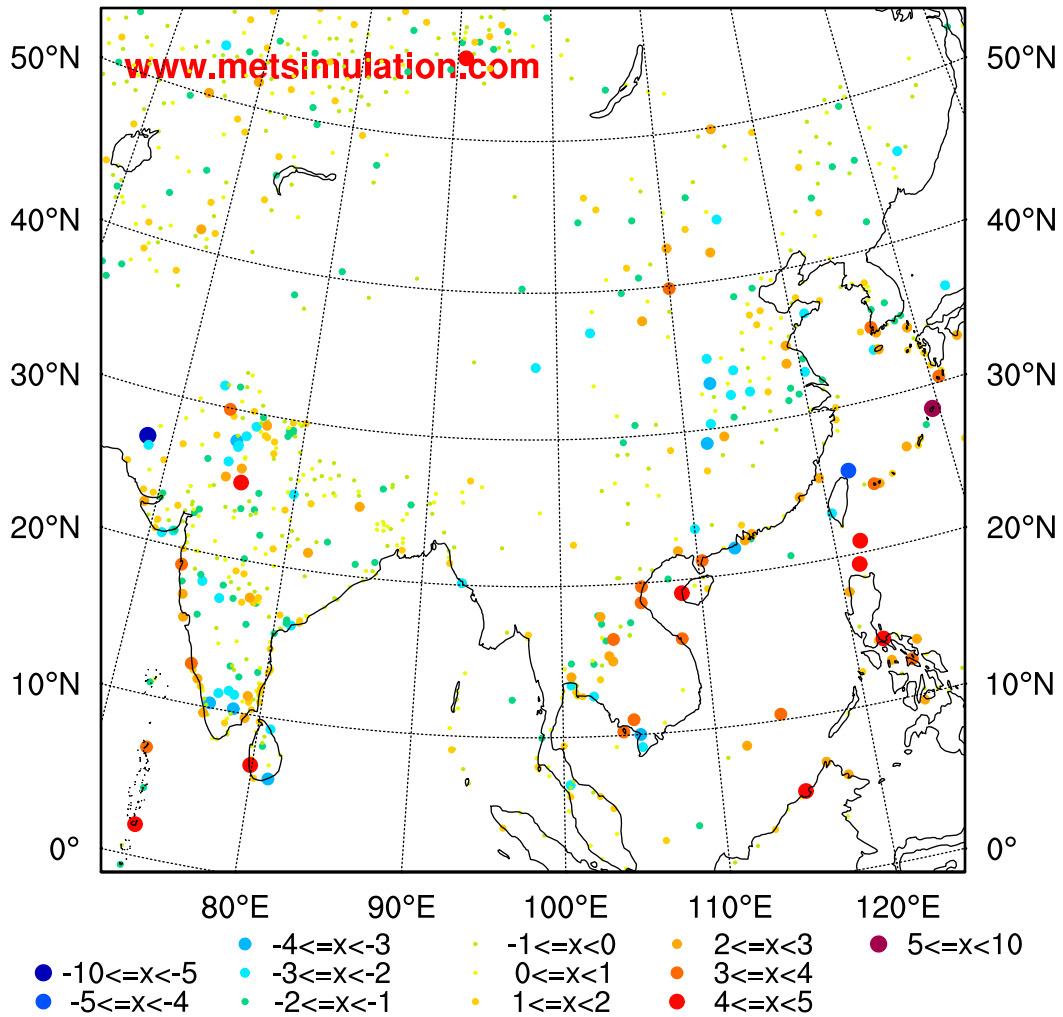 50°N 50°N
www.metsimulation.com
40°N 40°N
30°N 30°N
20°N 20°N
10°N 10°N
0° 0°
80°E 90°E 100°E 110°E 120°E
-4<=x<-3 -1<=x<0 2<=x<3 5<=x<10
-10<=x<-5 -3<=x<-2 0<=x<1 3<=x<4
-5<=x<-4 -2<=x<-1 1<=x<2 4<=x<5